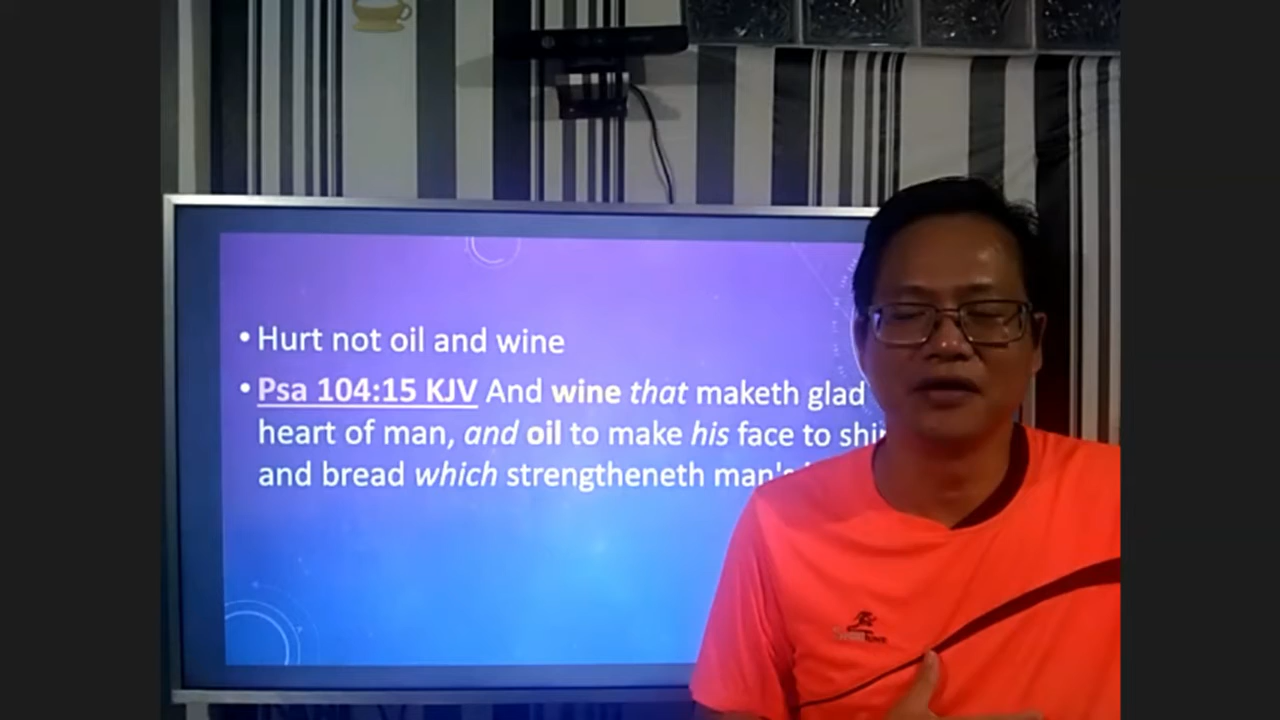 • Hurt not oil and wine
• Psa 104:15 KJV And wine that maketh glad
heart of man, and oil to make his face to shi
and bread which strengtheneth man's